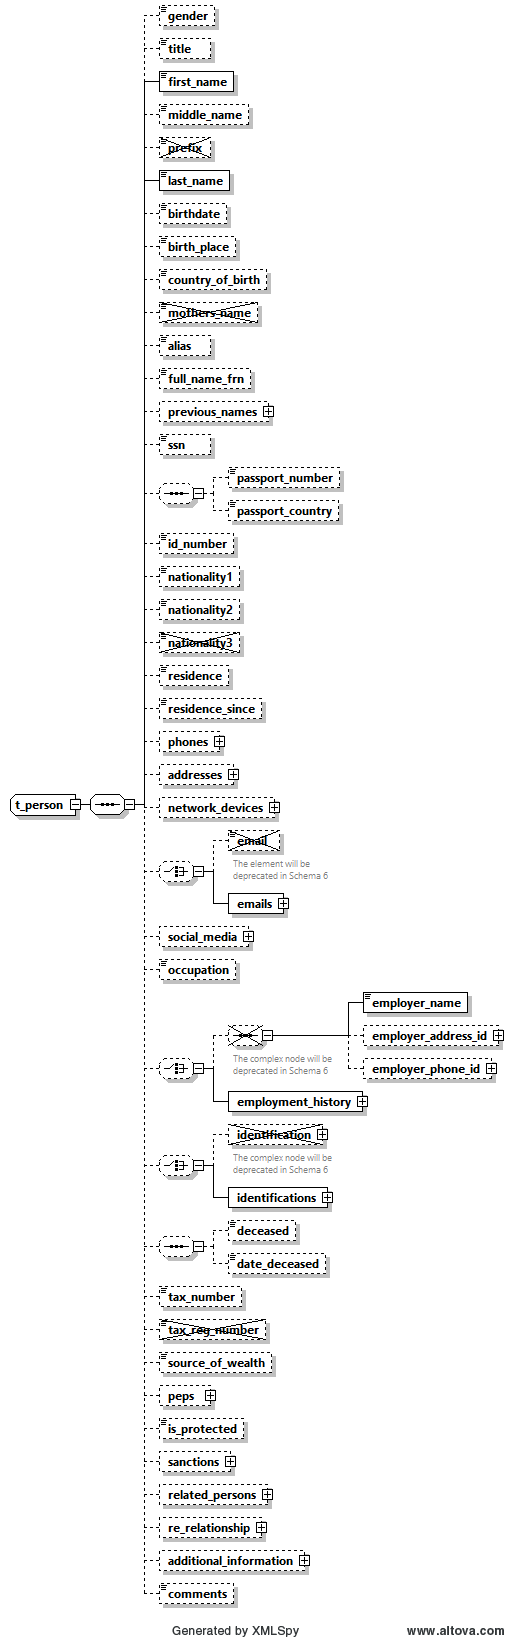 gender
title
first_name
middle_name
prefix
last_name
birthdate
birth_place
country_of_birth
mothers_name
alias
full_name_frn
previous_names
ssn
passport_number
passport_country
id_number
nationality1
nationality2
nationality3
residence
residence_since
phones
addresses
t_person
network_devices
email
The element will be
deprecated in Schema 6
emails
social_media
occupation
employer_name
employer_address_id
The complex node will be
deprecated in Schema 6
employer_phone_id
employment_history
identification
The complex node will be
deprecated in Schema 6
identifications
deceased
date_deceased
tax_number
tax_reg_number
source_of_wealth
peps
is_protected
sanctions
related_persons
re_relationship
additional_information
comments
Generated by XMLSpy www.altova.com